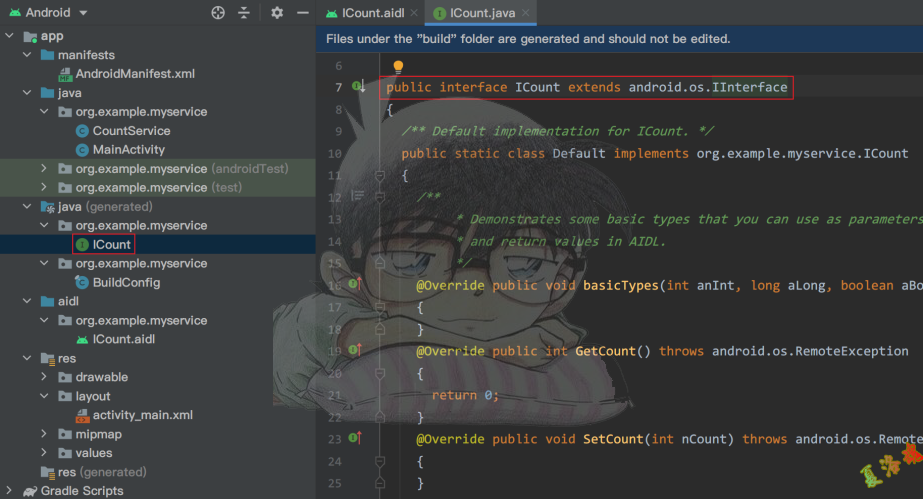 Android
app
manifests
AndroidManifest.xml
java
org.example.myservice
CountService
MainActivity
org.example.myservice (androidTest)
org.example.myservice (test)
java (generated)
org.example.myservice
ICount
org.example.myservice
BuildConfig
aidl
org.example.myservice
ICount.aidl
res
drawable
layout
activity_main.xml
mipmap
values
res (generated)
Gradle Scripts
ICount.aidl ICount.java
Files under the "build" folder are generated and should not be edited.
6
7 public interface ICount extends android.os.IInterface
8 {
9 /** Default implementation for ICount. */
10 public static class Default implements org.example.myservice.ICount
11 {
12 /**
13 * Demonstrates some basic types that you can use as parameters
14 * and return values in AIDL.
15 */
16 @Override public void basicTypes(int anInt, long aLong, boolean aBo
17 {
18 }
19 @Override public int GetCount() throws android.os.RemoteException
20 {
21 return 0;
22 }
23 @Override public void SetCount(int nCount) throws android.os.Remote
24 {
25 }